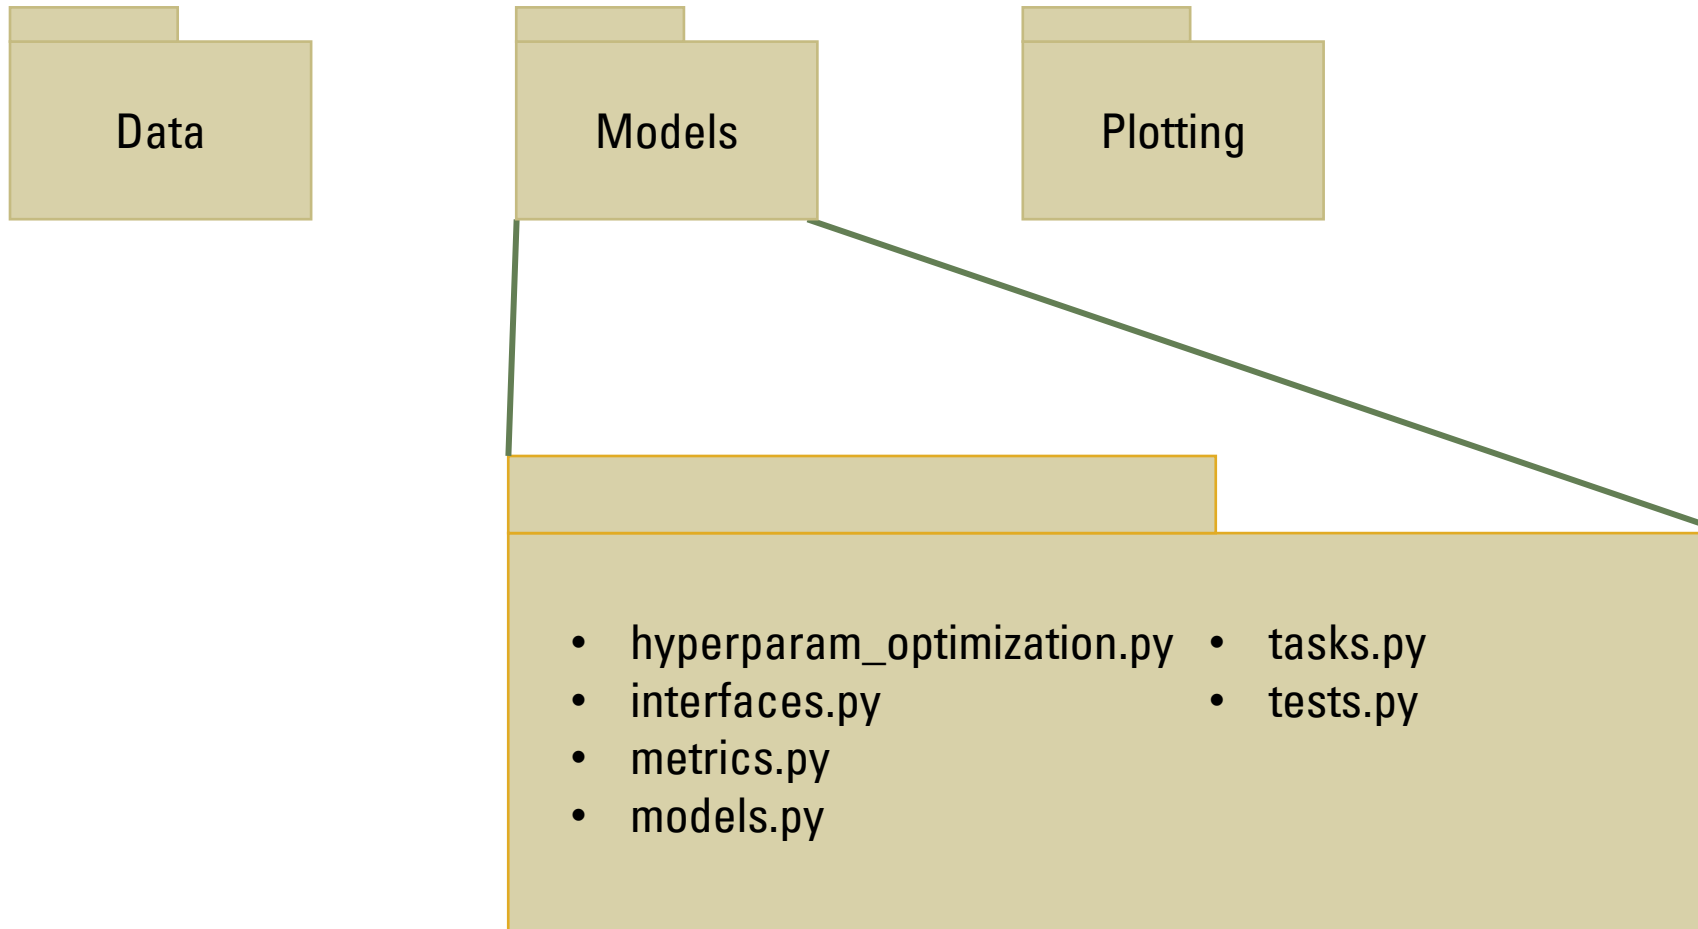 Data
Models
Plotting
• hyperparam_optimization.py
• interfaces.py
• metrics.py
• models.py
• tasks.py
• tests.py